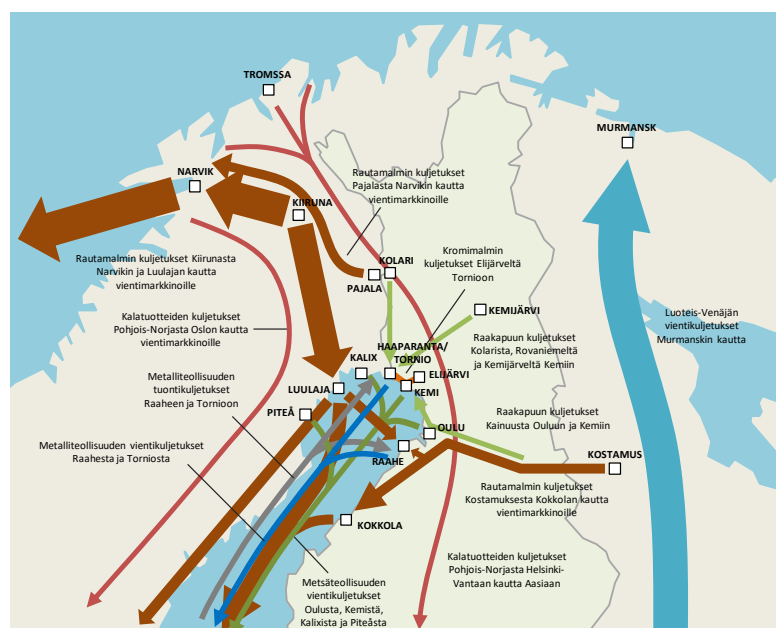 TROMSSA
MURMANSK
NARVIK
KIIRUNA
Rautamalmin kuljetukset
Pajalasta Narvikin kautta
vientimarkkinoille
Rautamalmin kuljetukset Kiirunasta
Narvikin ja Luulajan kautta
vientimarkkinoille
KOLARI
PAJALA
Kromimalmin
kuljetukset Elijärveltä
Tornioon
KEMIJÄRVI
Luoteis-Venäjän
vientikuljetukset
Murmanskin kautta
Kalatuotteiden kuljetukset
Pohjois-Norjasta Oslon kautta
vientimarkkinoille
Raakapuun kuljetukset
Kolarista, Rovaniemeltä
ja Kemijärveltä Kemiin
HAAPARANTA/
TORNIO
KALIX
ELIJÄRVI
KEMI
LUULAJA
PITEÅ
Metalliteollisuuden
tuontikuljetukset
Raaheen ja Tornioon
Raakapuun kuljetukset
Kainuusta Ouluun ja Kemiin
OULU
Metalliteollisuuden vientikuljetukset
Raahesta ja Torniosta
RAAHE
KOSTAMUS
Rautamalmin kuljetukset
Kostamuksesta Kokkolan kautta
vientimarkkinoille
KOKKOLA
Kalatuotteiden kuljetukset
Pohjois-Norjasta Helsinki-
Vantaan kautta Aasiaan
Metsäteollisuuden
vientikuljetukset
Oulusta, Kemistä,
Kalixista ja Piteåsta